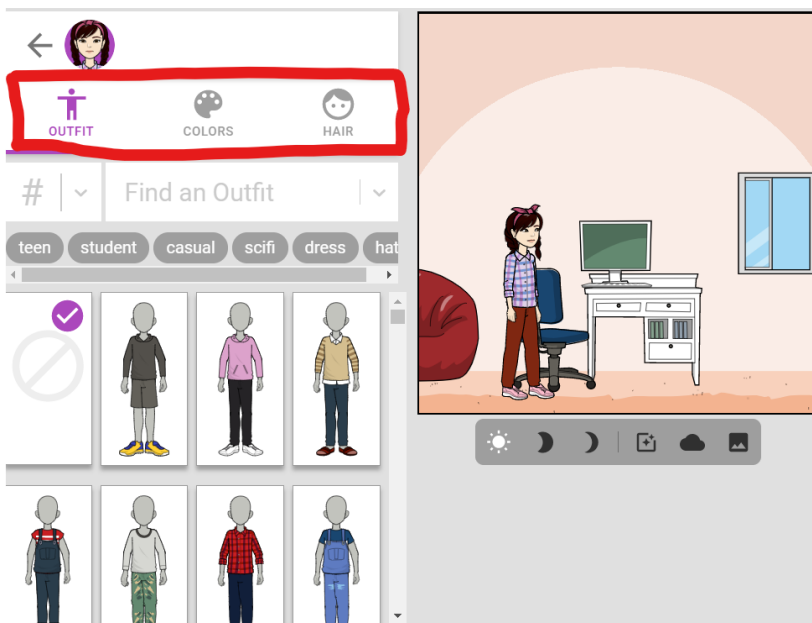 OUTFIT COLORS HAIR
# Find an Outfit
teen student casual scifi dress hat